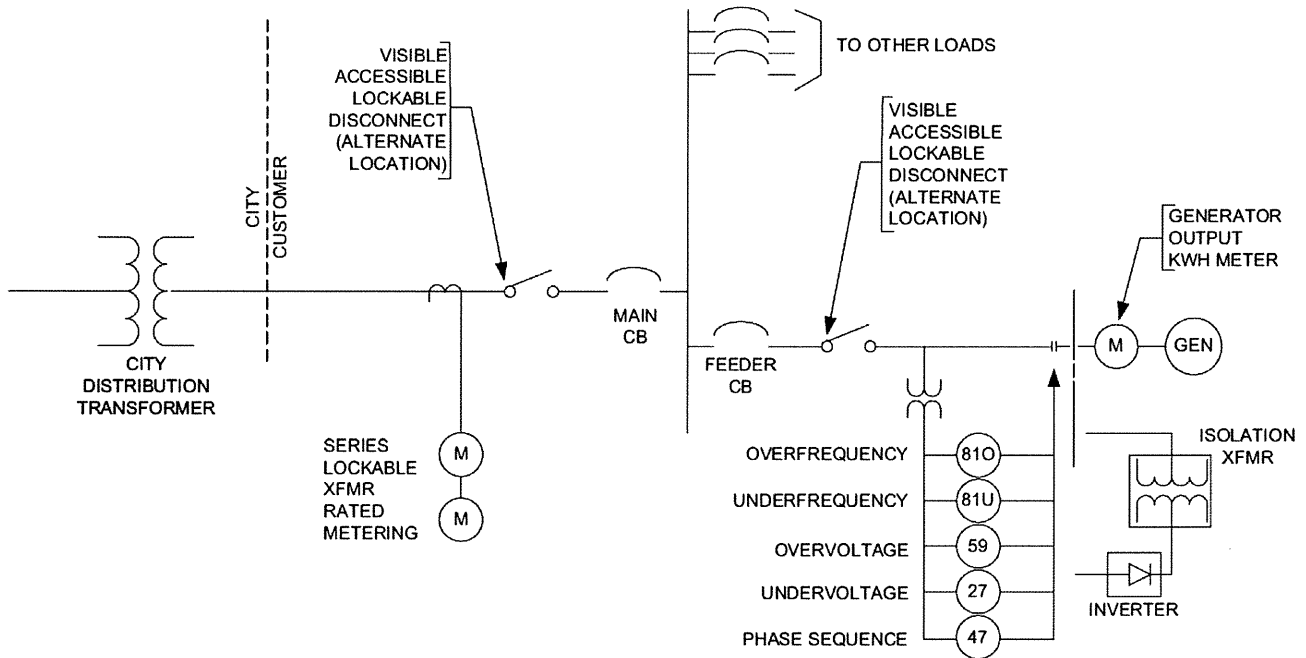 VISIBLE
ACCESSIBLE
LOCKABLE
DISCONNECT
(ALTERNATE
LOCATION)
TO OTHER LOADS
VISIBLE
ACCESSIBLE
LOCKABLE
DISCONNECT
(ALTERNATE
LOCATION)
CITY
CUSTOMER
GENERATOR
OUTPUT
KWH METER
MAIN
CB
CITY
DISTRIBUTION
TRANSFORMER
FEEDER
CB
M
GEN
SERIES
LOCKABLE
XFMR
RATED
METERING
M
M
OVERFREQUENCY
81O
UNDERFREQUENCY
81U
OVERVOLTAGE
59
UNDERVOLTAGE
27
PHASE SEQUENCE
47
ISOLATION
XFMR
INVERTER